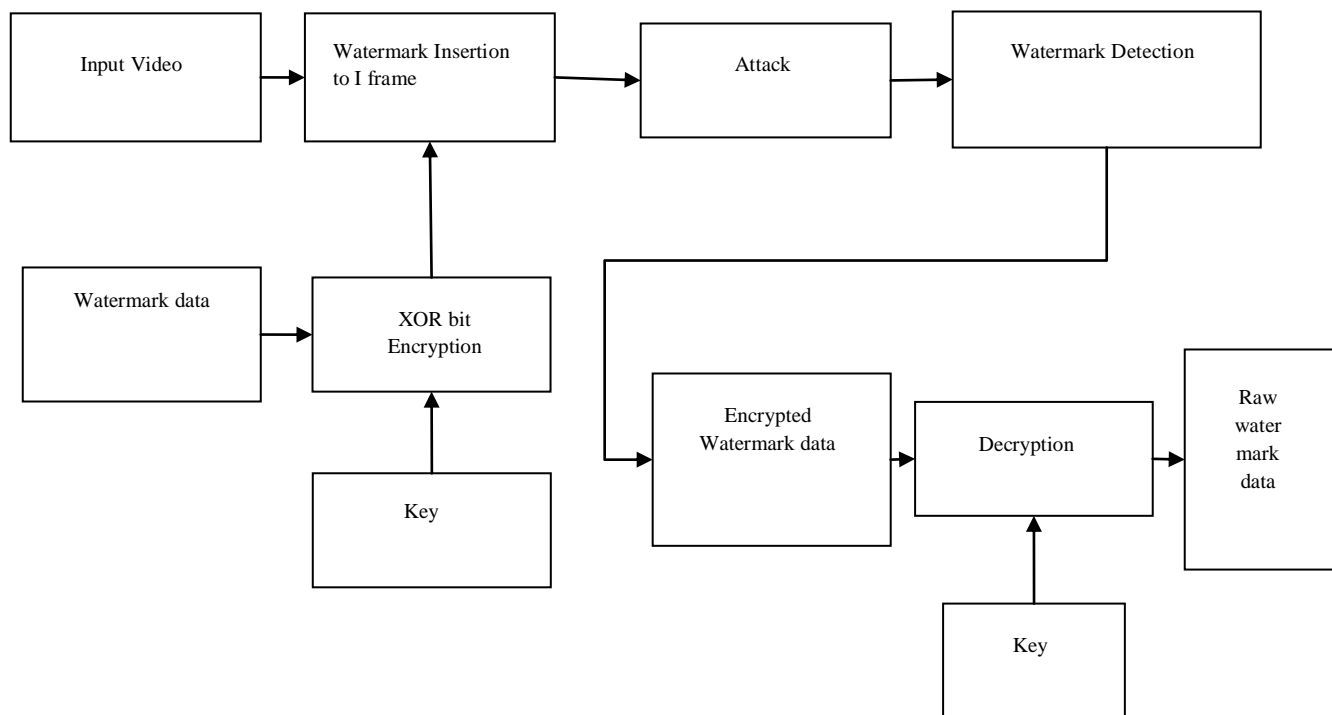 Input Video
Watermark Insertion
to I frame
Attack
Watermark Detection
Watermark data
XOR bit
Encryption
Key
Encrypted
Watermark data
Decryption
Raw
water
mark
data
Key